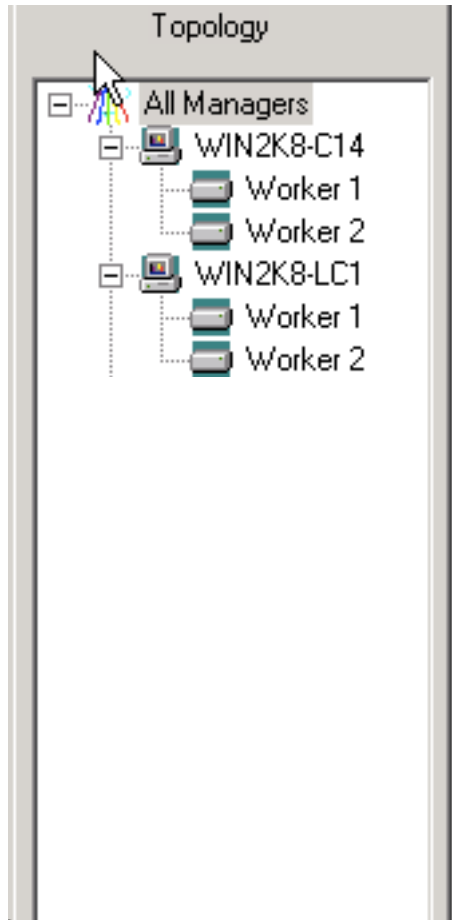 Topology
All Managers
WIN2K8-C14
Worker 1
Worker 2
WIN2K8-LC1
Worker 1
Worker 2